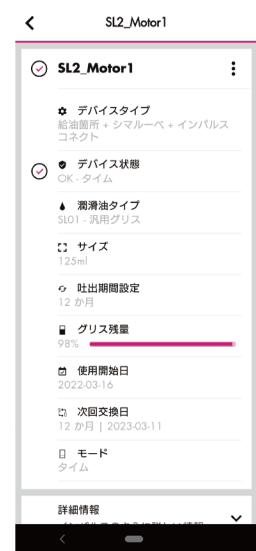 SL2_Motor1
SL2_Motor1
デバイスタイプ
給油箇所 + シマルーベ + インパルス
コネクト
デバイス状態
OK - タイム
潤滑油タイプ
SL01 - 汎用グリス
サイズ
125ml
吐出期間設定
12 か月
グリス残量
98%
使用開始日
2022-03-16
次回交換日
12 か月 | 2023-03-11
モード
タイム
詳細情報